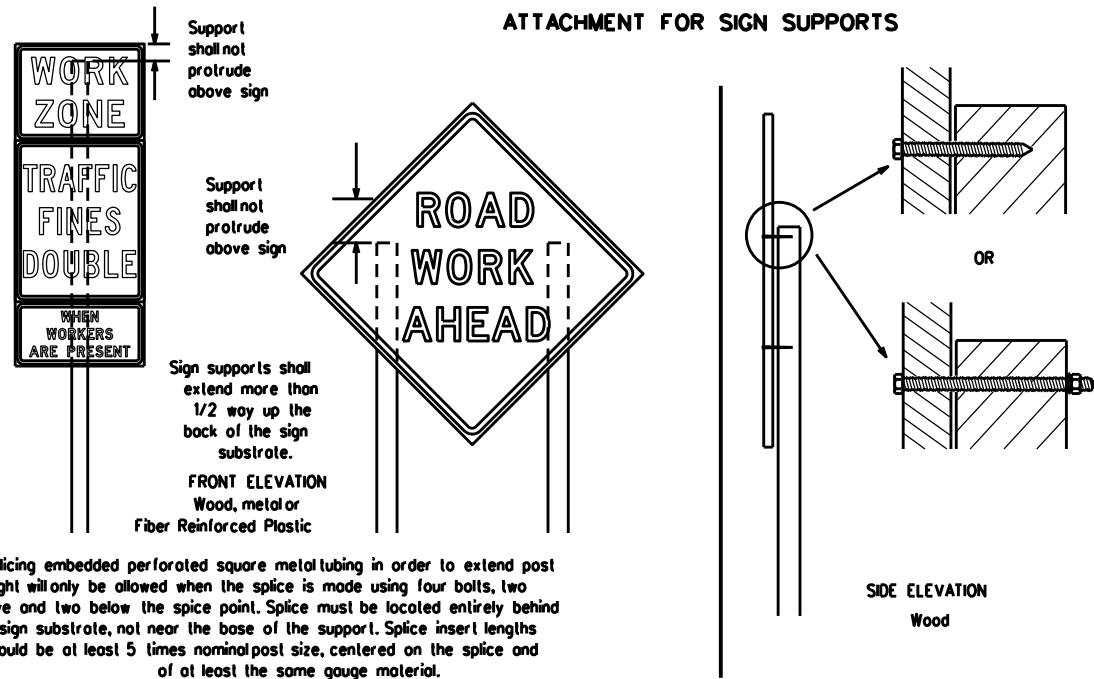 ATTACHMENT FOR SIGN SUPPORTS
Support
shall not
protrude
above sign
WORK
ZONE
TRAFFIC
FINES
DOUBLE
WHEN
WORKERS
ARE PRESENT
Support
shall not
protrude
above sign
ROAD
WORK
AHEAD
Sign supports shall
extend more than
1/2 way up the
back of the sign
substrate.
FRONT ELEVATION
Wood, metal or
Fiber Reinforced Plastic
OR
SIDE ELEVATION
Wood
licing embedded perforated square metal tubing in order to extend post
ght will only be allowed when the splice is made using four bolts, two
ve and two below the spice point. Splice must be located entirely behind
sign substrate, not near the base of the support. Splice insert lengths
ould be at least 5 times nominal post size, centered on the splice and
of at least the same gauge material.